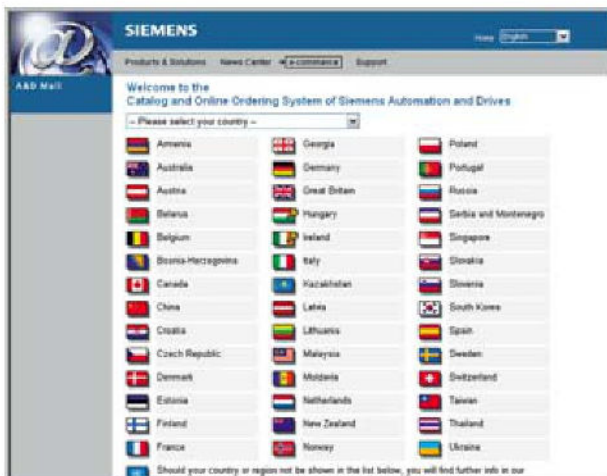 SIEMENS
Home English
Products & Solutions News Center e-commerce Support
A&D Mall
Welcome to the
Catalog and Online Ordering System of Siemens Automation and Drives
-- Please select your country --
Armenia Georgia Poland
Australia Germany Portugal
Austria Great Britain Russia
Belarus Hungary Serbia and Montenegro
Belgium Ireland Singapore
Bosnia-Herzegovina Italy Slovakia
Canada Kazakhstan Slovenia
China Latvia South Korea
Croatia Lithuania Spain
Czech Republic Malaysia Sweden
Denmark Moldavia Switzerland
Estonia Netherlands Taiwan
Finland New Zealand Thailand
France Norway Ukraine
Should your country or region not be shown in the list below, you will find further info in our